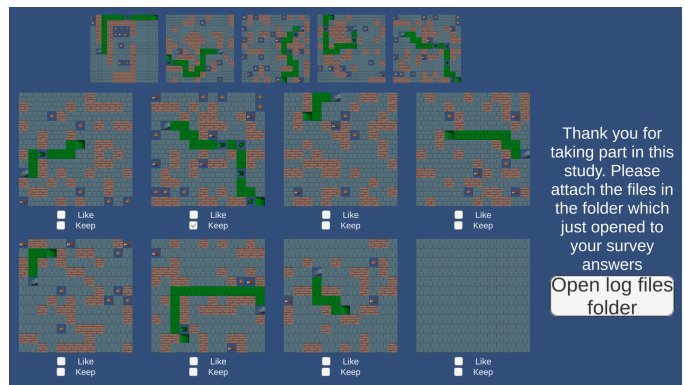 Like
Keep
Like
Keep
Like
Keep
Like
Keep
Thank you for
taking part in this
study. Please
attach the files in
the folder which
just opened to
your survey
answers
Open log files
folder
Like
Keep
Like
Keep
Like
Keep
Like
Keep